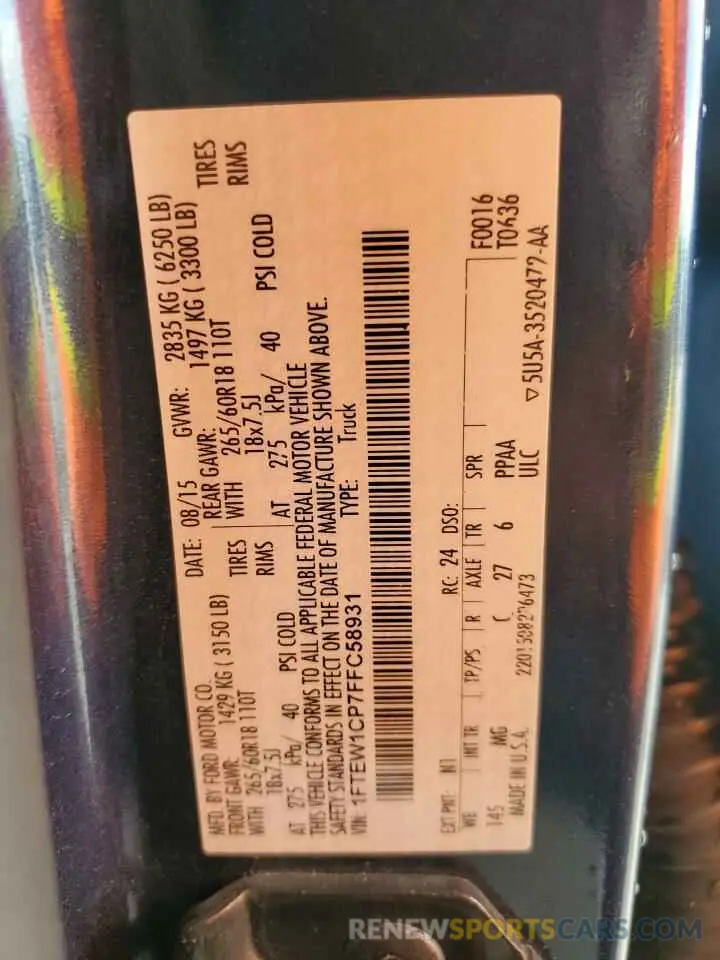 MFD. BY FORD MOTOR CO.
DATE: 08/15 GVWR: 2835 KG ( 6250 LB)
FRONT GAWR: 1429 KG ( 3150 LB) REAR GAWR: 1497 KG ( 3300 LB)
WITH 265/60R18 110T TIRES WITH 265/60R18 110T TIRES
18x7.5J RIMS 18x7.5J RIMS
AT 275 kPa/ 40 PSI COLD AT 275 kPa/ 40 PSI COLD
THIS VEHICLE CONFORMS TO ALL APPLICABLE FEDERAL MOTOR VEHICLE
SAFETY STANDARDS IN EFFECT ON THE DATE OF MANUFACTURE SHOWN ABOVE.
VIN: 1FTEW1CP7FFC58931 TYPE: Truck
EXT PNT: N1 RC: 24 DSO: F0016
T0636
WB INT TR TP/PS R AXLE TR SPR
145 MG C 27 6 PPAA
ULC
MADE IN U.S.A. ▽5U5A-3520472-AA
RENEWSPORTSCARS.COM